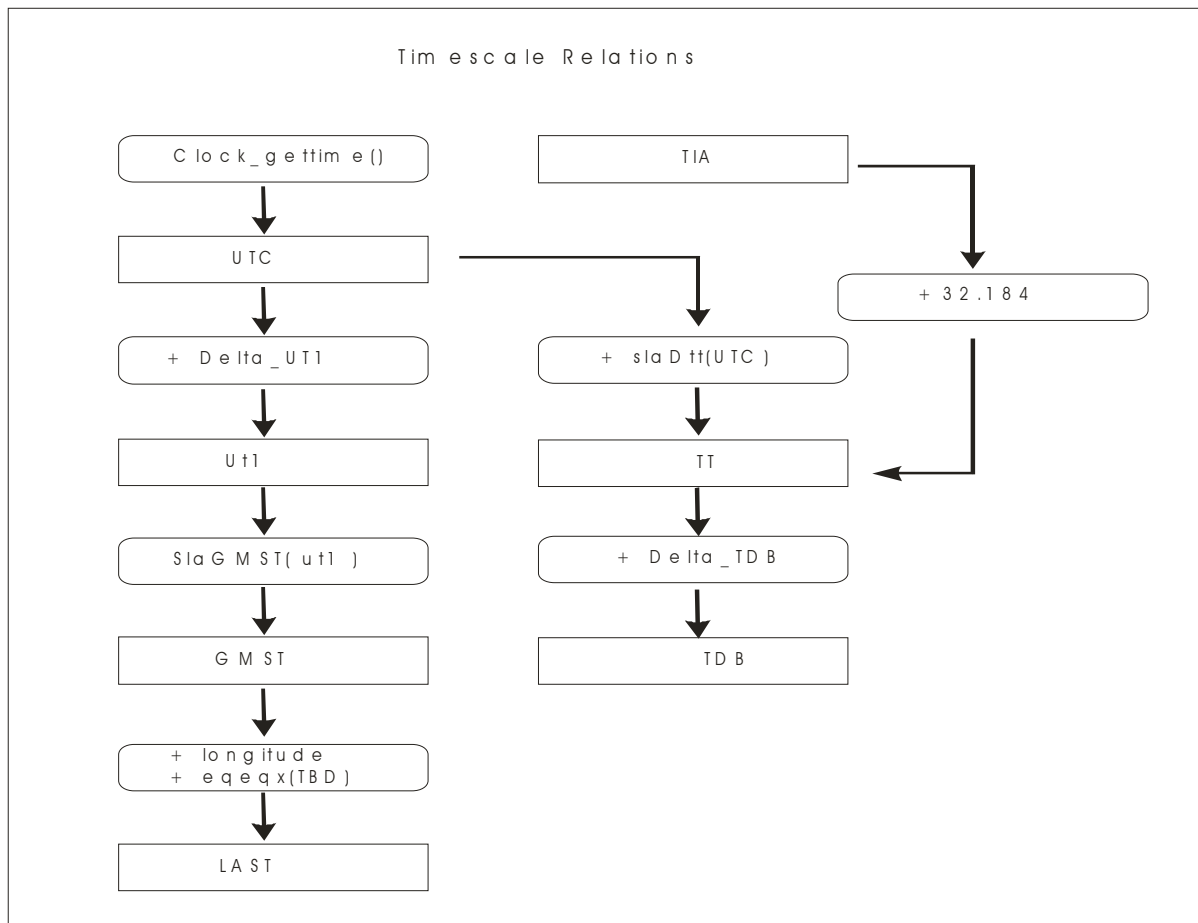 Timescale Relations
Clock_gettime()
TIA
UTC
+ 32.184
+ Delta_UT1
+ slaDtt(UTC)
Ut1
TT
SlaGMST( ut1 )
+ Delta_TDB
GMST
TDB
+ longitude
+ eqeqx(TBD)
LAST